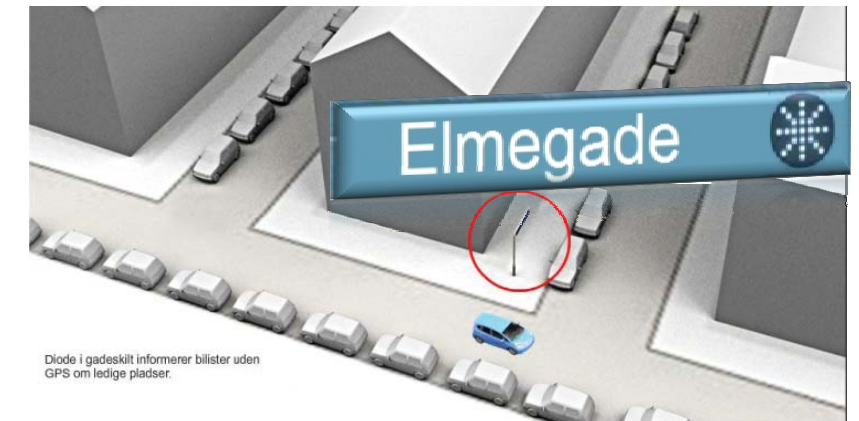 Elmegade
Diode i gadeskilt informerer bilister uden
GPS om ledige pladser.